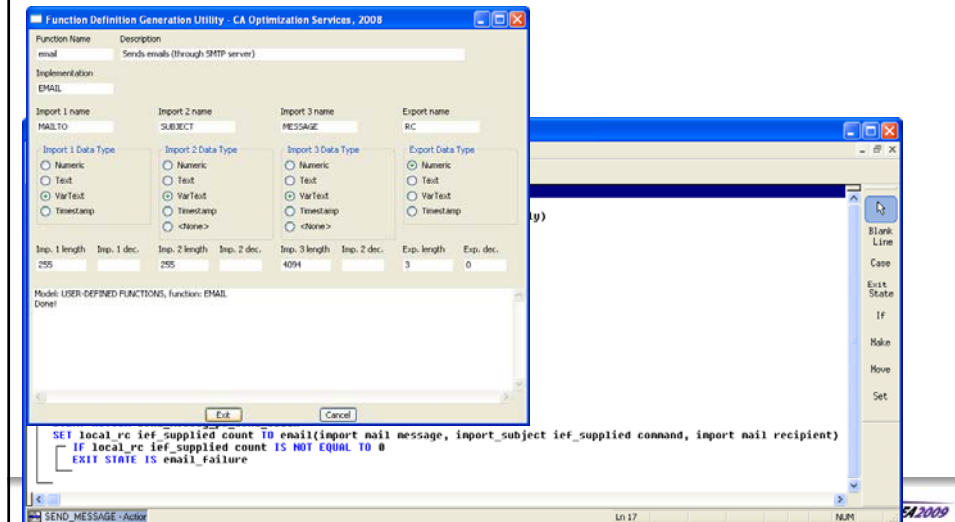 Function Definition Generation Utility - CA Optimization Services, 2008
Function Name Description
email Sends emails (through SMTP server)
Implementation
EMAIL
Import 1 name Import 2 name Import 3 name Export name
MAILTO SUBJECT MESSAGE RC
Import 1 Data Type Import 2 Data Type Import 3 Data Type Export Data Type
Numeric Numeric Numeric Numeric
Text Text Text Text
VarText VarText VarText VarText
Timestamp Timestamp Timestamp Timestamp
<None> <None>
Imp. 1 length Imp. 1 dec. Imp. 2 length Imp. 2 dec. Imp. 3 length Imp. 3 dec. Exp. length Exp. dec.
255 255 4094 3 0
Model: USER-DEFINED FUNCTIONS, function: EMAIL
Done!
Exit Cancel
ly)
Blank
Line
Case
Exit
State
If
Make
Move
Set
SET local_rc ief_supplied count TO email(import mail message, import_subject ief_supplied command, import mail recipient)
IF local_rc ief_supplied count IS NOT EQUAL TO 0
EXIT STATE IS email_failure
SEND_MESSAGE - Action
Ln 17
NUM
2009